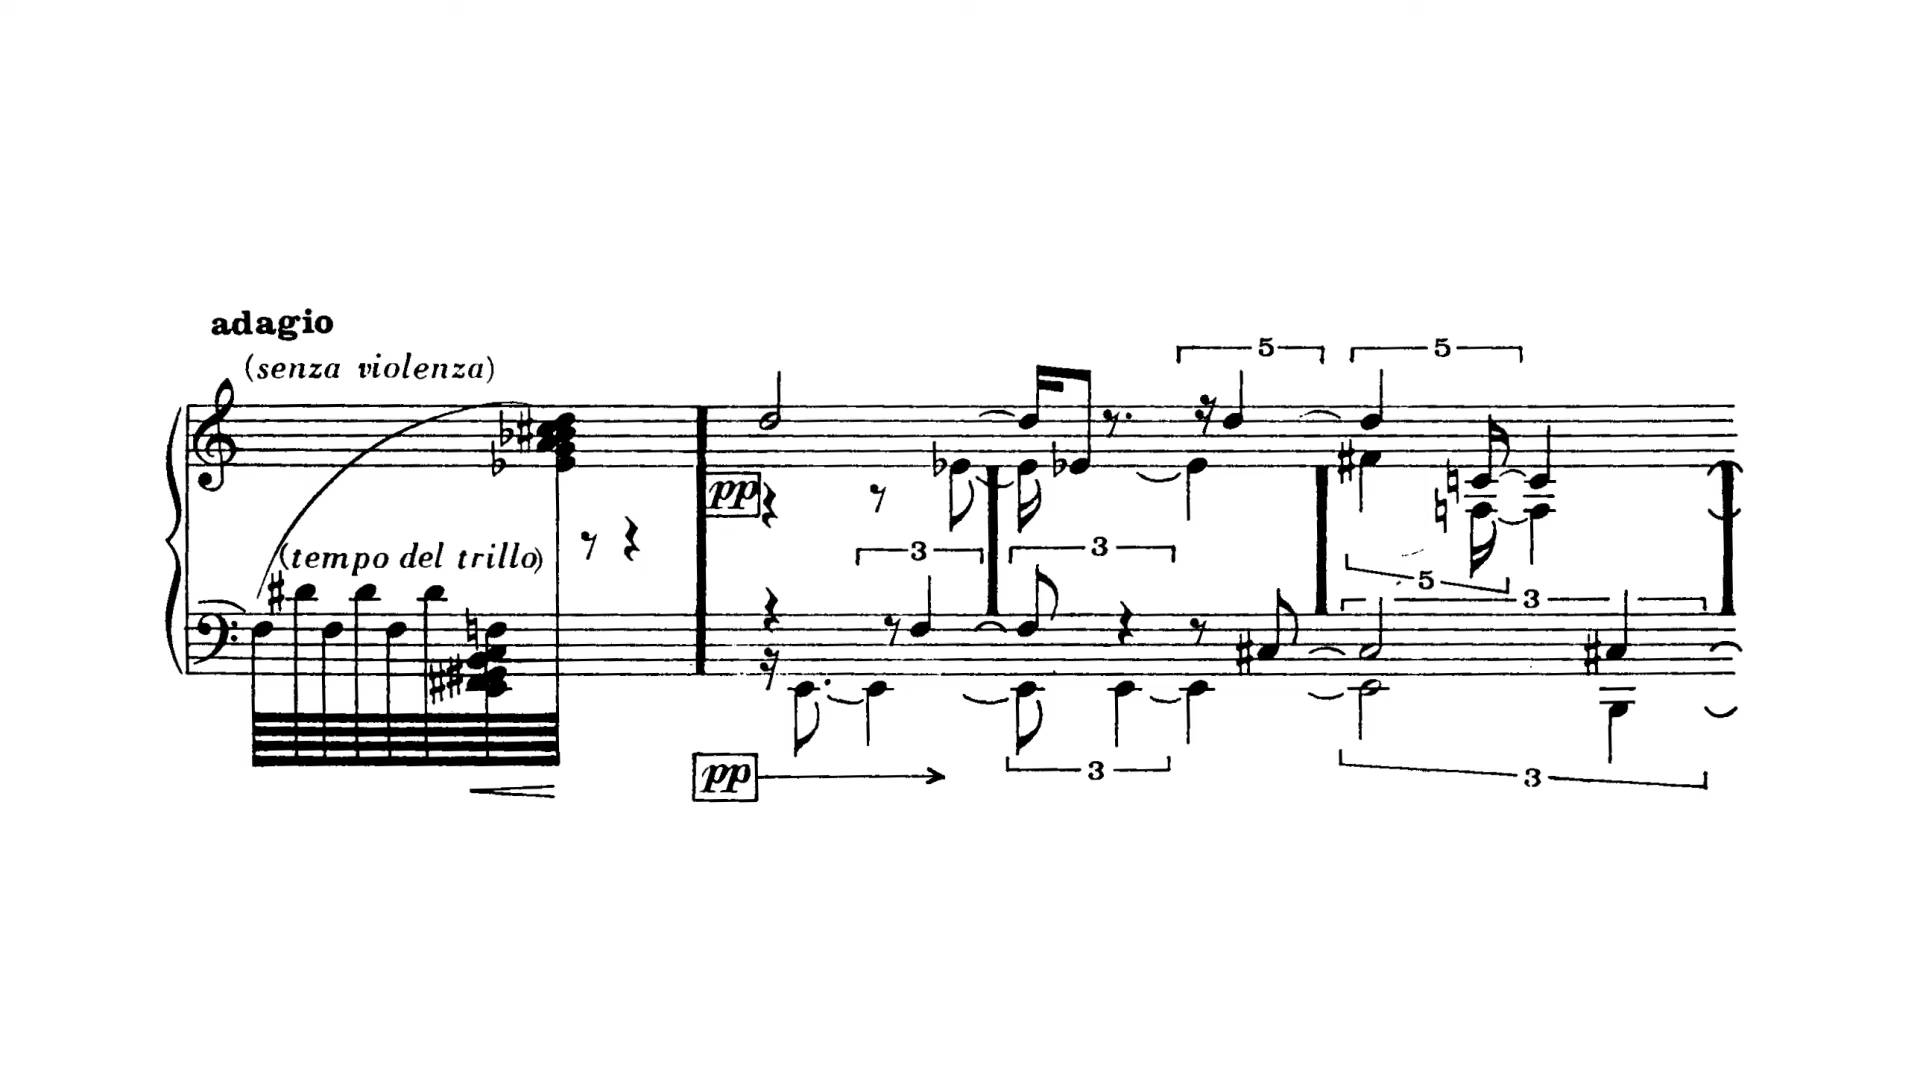 adagio
(senza violenza)
5 5
pp
(tempo del trillo)
3 3
5
3
pp
3
3